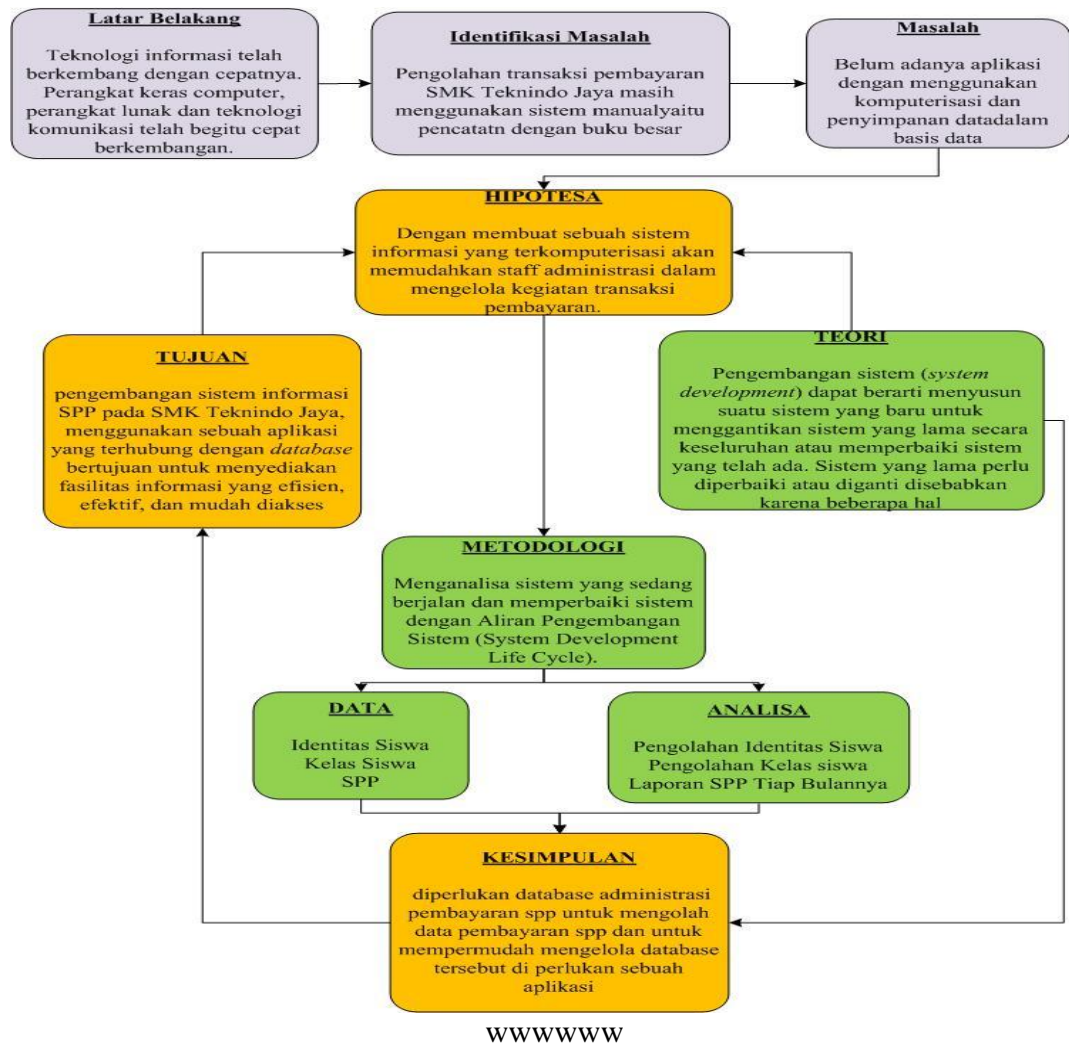 Latar Belakang
Teknologi informasi telah
berkembang dengan cepatnya.
Perangkat keras computer,
perangkat lunak dan teknologi
komunikasi telah begitu cepat
berkembangan.
Identifikasi Masalah
Pengolahan transaksi pembayaran
SMK Teknindo Jaya masih
menggunakan sistem manualyaitu
pencatatn dengan buku besar
Masalah
Belum adanya aplikasi
dengan menggunakan
komputerisasi dan
penyimpanan datadalam
basis data
HIPOTESA
Dengan membuat sebuah sistem
informasi yang terkomputerisasi akan
memudahkan staff administrasi dalam
mengelola kegiatan transaksi
pembayaran.
TUJUAN
pengembangan sistem informasi
SPP pada SMK Teknindo Jaya,
menggunakan sebuah aplikasi
yang terhubung dengan database
bertujuan untuk menyediakan
fasilitas informasi yang efisien,
efektif, dan mudah diakses
TEORI
Pengembangan sistem (system
development) dapat berarti menyusun
suatu sistem yang baru untuk
menggantikan sistem yang lama secara
keseluruhan atau memperbaiki sistem
yang telah ada. Sistem yang lama perlu
diperbaiki atau diganti disebabkan
karena beberapa hal
METODOLOGI
Menganalisa sistem yang sedang
berjalan dan memperbaiki sistem
dengan Aliran Pengembangan
Sistem (System Development
Life Cycle).
DATA
Identitas Siswa
Kelas Siswa
SPP
ANALISA
Pengolahan Identitas Siswa
Pengolahan Kelas siswa
Laporan SPP Tiap Bulannya
KESIMPULAN
diperlukan database administrasi
pembayaran spp untuk mengolah
data pembayaran spp dan untuk
mempermudah mengelola database
tersebut di perlukan sebuah
aplikasi
wwwwww